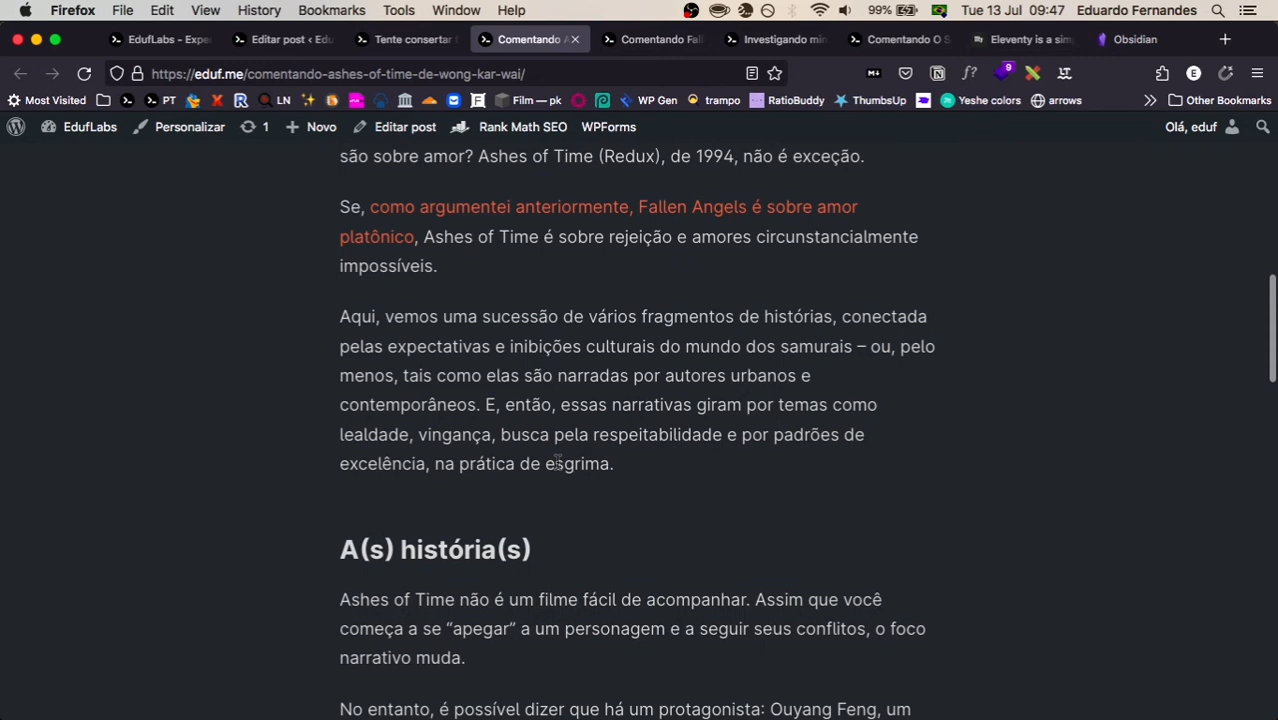 Firefox File Edit View History Bookmarks Tools Window Help 99% Tue 13 Jul 09:47 Eduardo Fernandes
EdufLabs - Expe Editar post ‹ Edu Tente consertar Comentando A Comentando Fall Investigando mi Comentando O S Eleventy is a sim Obsidian
https://eduf.me/comentando-ashes-of-time-de-wong-kar-wai/
Most Visited PT LN Film — pk WP Gen trampo RatioBuddy ThumbsUp Yeshe colors arrows Other Bookmarks
EdufLabs Personalizar 1 Novo Editar post Rank Math SEO WPForms Olá, eduf
são sobre amor? Ashes of Time (Redux), de 1994, não é exceção.
Se, como argumentei anteriormente, Fallen Angels é sobre amor
platônico, Ashes of Time é sobre rejeição e amores circunstancialmente
impossíveis.
Aqui, vemos uma sucessão de vários fragmentos de histórias, conectada
pelas expectativas e inibições culturais do mundo dos samurais – ou, pelo
menos, tais como elas são narradas por autores urbanos e
contemporâneos. E, então, essas narrativas giram por temas como
lealdade, vingança, busca pela respeitabilidade e por padrões de
excelência, na prática de esgrima.
A(s) história(s)
Ashes of Time não é um filme fácil de acompanhar. Assim que você
começa a se “apegar” a um personagem e a seguir seus conflitos, o foco
narrativo muda.
No entanto, é possível dizer que há um protagonista: Ouyang Feng, um